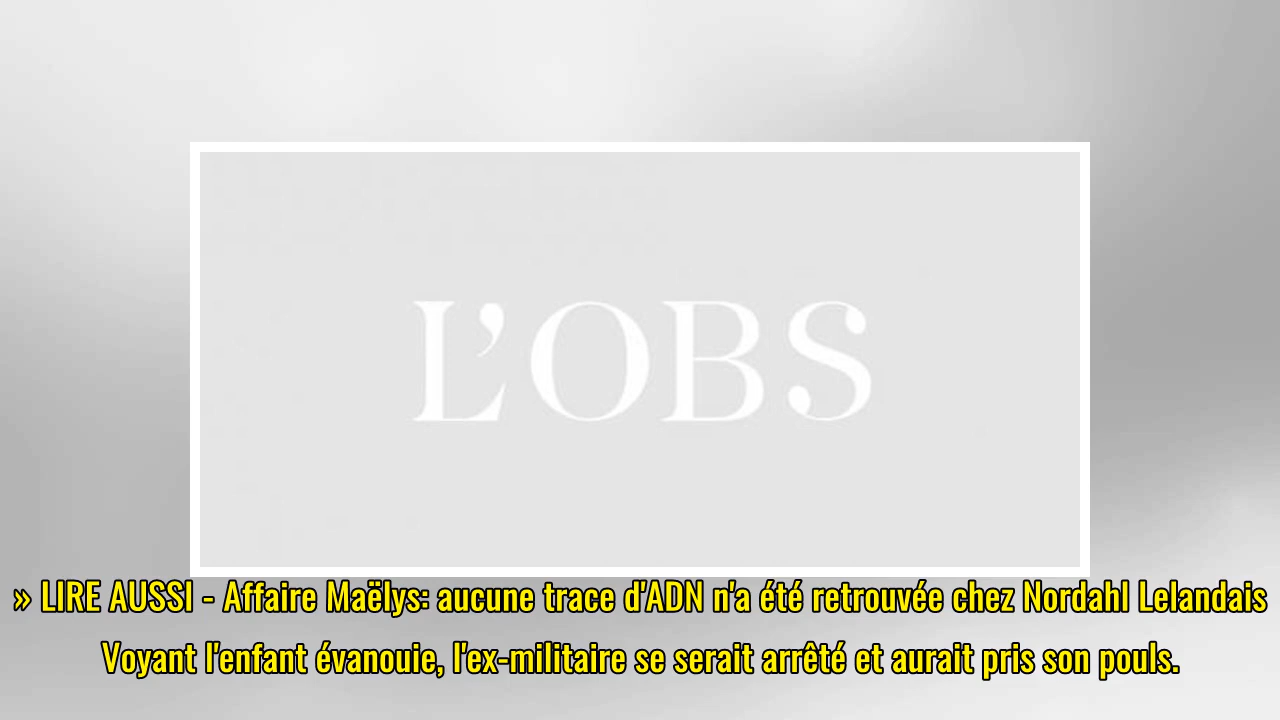 L'OBS
» LIRE AUSSI - Affaire Maëlys: aucune trace d'ADN n'a été retrouvée chez Nordahl Lelandais
Voyant l'enfant évanouie, l'ex-militaire se serait arrêté et aurait pris son pouls.